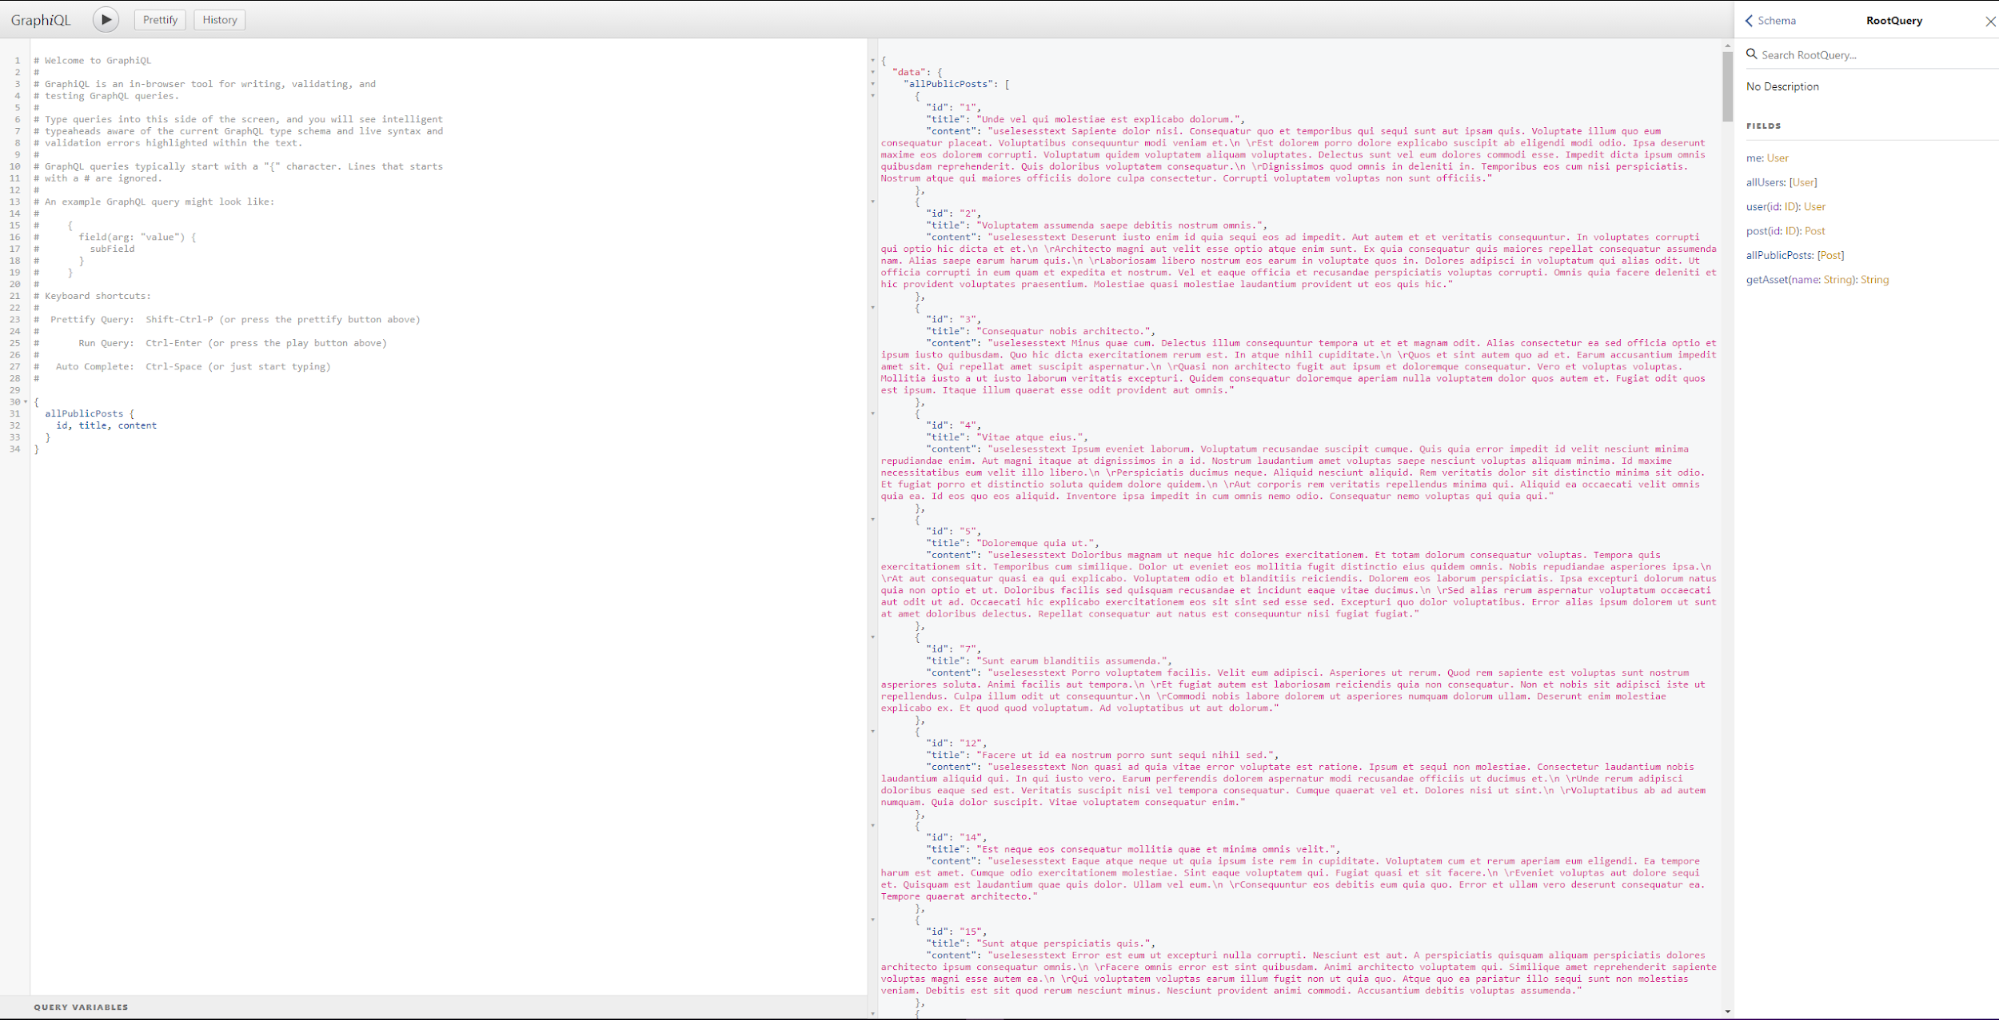 GraphiQL
Prettify
History
1 # Welcome to GraphiQL
2 #
3 # GraphiQL is an in-browser tool for writing, validating, and
4 # testing GraphQL queries.
5 #
6 # Type queries into this side of the screen, and you will see intelligent
7 # typeaheads aware of the current GraphQL type schema and live syntax and
8 # validation errors highlighted within the text.
9 #
10 # GraphQL queries typically start with a "{" character. Lines that starts
11 # with a # are ignored.
12 #
13 # An example GraphQL query might look like:
14 #
15 #     {
16 #       field(arg: "value") {
17 #         subField
18 #       }
19 #     }
20 #
21 # Keyboard shortcuts:
22 #
23 #  Prettify Query:  Shift-Ctrl-P (or press the prettify button above)
24 #
25 #       Run Query:  Ctrl-Enter (or press the play button above)
26 #
27 #   Auto Complete:  Ctrl-Space (or just start typing)
28 #
29
30 {
31   allPublicPosts {
32     id, title, content
33   }
34 }
QUERY VARIABLES
{
"data": {
"allPublicPosts": [
{
"id": "1",
"title": "Unde vel qui molestiae est explicabo dolorum.",
"content": "uselesesstext Sapiente dolor nisi. Consequatur quo et temporibus qui sequi sunt aut ipsam quis. Voluptate illum quo eum
consequatur placeat. Voluptatibus consequuntur modi veniam et.\n \rEst dolorem porro dolore explicabo suscipit ab eligendi modi odio. Ipsa deserunt
maxime eos dolorem corrupti. Voluptatum quidem voluptatem aliquam voluptates. Delectus sunt vel eum dolores commodi esse. Impedit dicta ipsum omnis
quibusdam reprehenderit. Quis doloribus voluptatem consequatur.\n \rDignissimos quod omnis in deleniti in. Temporibus eos cum nisi perspiciatis.
Nostrum atque qui maiores officiis dolore culpa consectetur. Corrupti voluptatem voluptas non sunt officiis."
},
{
"id": "2",
"title": "Voluptatem assumenda saepe debitis nostrum omnis.",
"content": "uselesesstext Deserunt iusto enim id quia sequi eos ad impedit. Aut autem et et veritatis consequuntur. In voluptates corrupti
qui optio hic dicta et et.\n \rArchitecto magni aut velit esse optio atque enim sunt. Ex quia consequatur quis maiores repellat consequatur assumenda
nam. Alias saepe earum harum quis.\n \rLaboriosam libero nostrum eos earum in voluptate quos in. Dolores adipisci in voluptatum qui alias odit. Ut
officia corrupti in eum quam et expedita et nostrum. Vel et eaque officia et recusandae perspiciatis voluptas corrupti. Omnis quia facere deleniti et
hic provident voluptates praesentium. Molestiae quasi molestiae laudantium provident ut eos quis hic."
},
{
"id": "3",
"title": "Consequatur nobis architecto.",
"content": "uselesesstext Minus quae cum. Delectus illum consequuntur tempora ut et et magnam odit. Alias consectetur ea sed officia optio et
ipsum iusto quibusdam. Quo hic dicta exercitationem rerum est. In atque nihil cupiditate.\n \rQuos et sint autem quo ad et. Earum accusantium impedit
amet sit. Qui repellat amet suscipit aspernatur.\n \rQuasi non architecto fugit aut ipsum et doloremque consequatur. Vero et voluptas voluptas.
Mollitia iusto a ut iusto laborum veritatis excepturi. Quidem consequatur doloremque aperiam nulla voluptatem dolor quos autem et. Fugiat odit quos
est ipsum. Itaque illum quaerat esse odit provident aut omnis."
},
{
"id": "4",
"title": "Vitae atque eius.",
"content": "uselesesstext Ipsum eveniet laborum. Voluptatum recusandae suscipit cumque. Quis quia error impedit id velit nesciunt minima
repudiandae enim. Aut magni itaque at dignissimos in a id. Nostrum laudantium amet voluptas saepe nesciunt voluptas aliquam minima. Id maxime
necessitatibus eum velit illo libero.\n \rPerspiciatis ducimus neque. Aliquid nesciunt aliquid. Rem veritatis dolor sit distinctio minima sit odio.
Et fugiat porro et distinctio soluta quidem dolore quidem.\n \rAut corporis rem veritatis repellendus minima qui. Aliquid ea occaecati velit omnis
quia ea. Id eos quo eos aliquid. Inventore ipsa impedit in cum omnis nemo odio. Consequatur nemo voluptas qui quia qui."
},
{
"id": "5",
"title": "Doloremque quia ut.",
"content": "uselesesstext Doloribus magnam ut neque hic dolores exercitationem. Et totam dolorum consequatur voluptas. Tempora quis
exercitationem sit. Temporibus cum similique. Dolor ut eveniet eos mollitia fugit distinctio eius quidem omnis. Nobis repudiandae asperiores ipsa.\n
\rAt aut consequatur quasi ea qui explicabo. Voluptatem odio et blanditiis reiciendis. Dolorem eos laborum perspiciatis. Ipsa excepturi dolorum natus
quia non optio et ut. Doloribus facilis sed quisquam recusandae et incidunt eaque vitae ducimus.\n \rSed alias rerum aspernatur voluptatum occaecati
aut odit ut ad. Occaecati hic explicabo exercitationem eos sit sint sed esse sed. Excepturi quo dolor voluptatibus. Error alias ipsum dolorem ut sunt
at amet doloribus delectus. Repellat consequatur aut natus est consequuntur nisi fugiat fugiat."
},
{
"id": "7",
"title": "Sunt earum blanditiis assumenda.",
"content": "uselesesstext Porro voluptatem facilis. Velit eum adipisci. Asperiores ut rerum. Quod rem sapiente est voluptas sunt nostrum
asperiores soluta. Animi facilis aut tempora.\n \rEt fugiat autem est laboriosam reiciendis quia non consequatur. Non et nobis sit adipisci iste ut
repellendus. Culpa illum odit ut consequuntur.\n \rCommodi nobis labore dolorem ut asperiores numquam dolorum ullam. Deserunt enim molestiae
explicabo ex. Et quod quod voluptatum. Ad voluptatibus ut aut dolorum."
},
{
"id": "12",
"title": "Facere ut id ea nostrum porro sunt sequi nihil sed.",
"content": "uselesesstext Non quasi ad quia vitae error voluptate est ratione. Ipsum et sequi non molestiae. Consectetur laudantium nobis
laudantium aliquid qui. In qui iusto vero. Earum perferendis dolorem aspernatur modi recusandae officiis ut ducimus et.\n \rUnde rerum adipisci
doloribus eaque sed est. Veritatis suscipit nisi vel tempora consequatur. Cumque quaerat vel et. Dolores nisi ut sint.\n \rVoluptatibus ab ad autem
numquam. Quia dolor suscipit. Vitae voluptatem consequatur enim."
},
{
"id": "14",
"title": "Est neque eos consequatur mollitia quae et minima omnis velit.",
"content": "uselesesstext Eaque atque neque ut quia ipsum iste rem in cupiditate. Voluptatem cum et rerum aperiam eum eligendi. Ea tempore
harum est amet. Cumque odio exercitationem molestiae. Sint eaque voluptatem qui. Fugiat quasi et sit facere.\n \rEveniet voluptas aut dolore sequi
et. Quisquam est laudantium quae quis dolor. Ullam vel eum.\n \rConsequuntur eos debitis eum quia quo. Error et ullam vero deserunt consequatur ea.
Tempore quaerat architecto."
},
{
"id": "15",
"title": "Sunt atque perspiciatis quis.",
"content": "uselesesstext Error est eum ut excepturi nulla corrupti. Nesciunt est aut. A perspiciatis quisquam aliquam perspiciatis dolores
architecto ipsum consequatur omnis.\n \rFacere omnis error est sint quibusdam. Animi architecto voluptatem qui. Similique amet reprehenderit sapiente
voluptas magni esse autem ea.\n \rQui voluptatem voluptas earum illum fugit non ut quia quo. Atque quo ea pariatur illo sequi sunt non molestias
veniam. Debitis est sit quod rerum nesciunt minus. Nesciunt provident animi commodi. Accusantium debitis voluptas assumenda."
},
{
Schema
RootQuery
Search RootQuery...
No Description
FIELDS
me: User
allUsers: [User]
user(id: ID): User
post(id: ID): Post
allPublicPosts: [Post]
getAsset(name: String): String